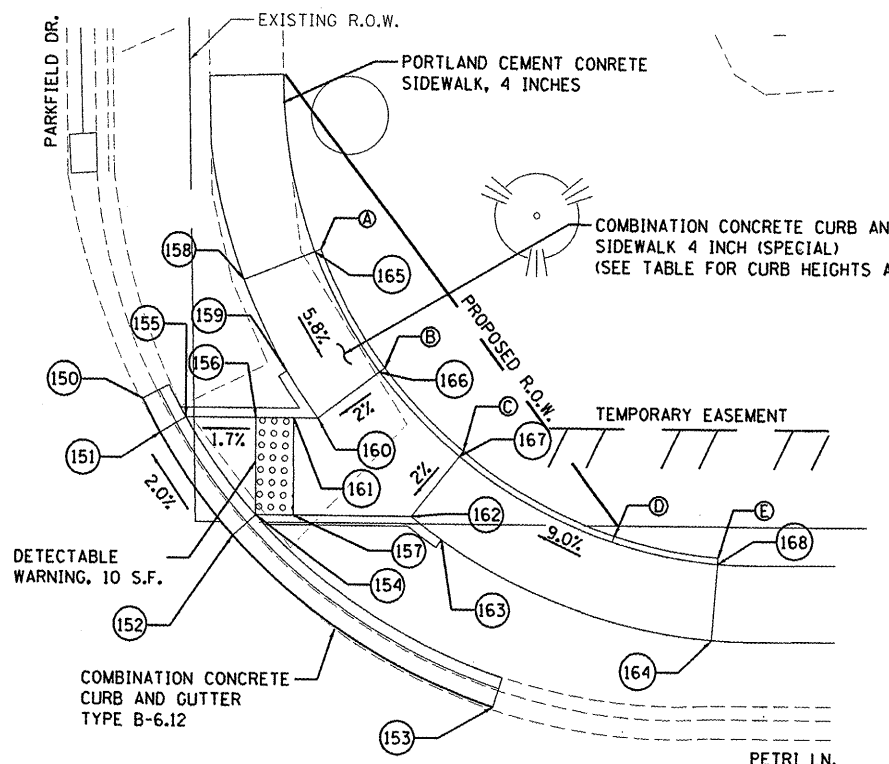 EXISTING R.O.W.
PARKFIELD DR.
PORTLAND CEMENT CONRETE
SIDEWALK, 4 INCHES
COMBINATION CONCRETE CURB AN
SIDEWALK 4 INCH (SPECIAL)
(SEE TABLE FOR CURB HEIGHTS A
A
158
165
159
5.8%
PROPOSED R.O.W.
155
B
156
166
150
2%
C
TEMPORARY EASEMENT
167
1.7%
160
151
2%
161
2.0%
162
D
E
9.0%
168
DETECTABLE
WARNING, 10 S.F.
157
154
163
152
164
COMBINATION CONCRETE
CURB AND GUTTER
TYPE B-6.12
153
PETRI LN.